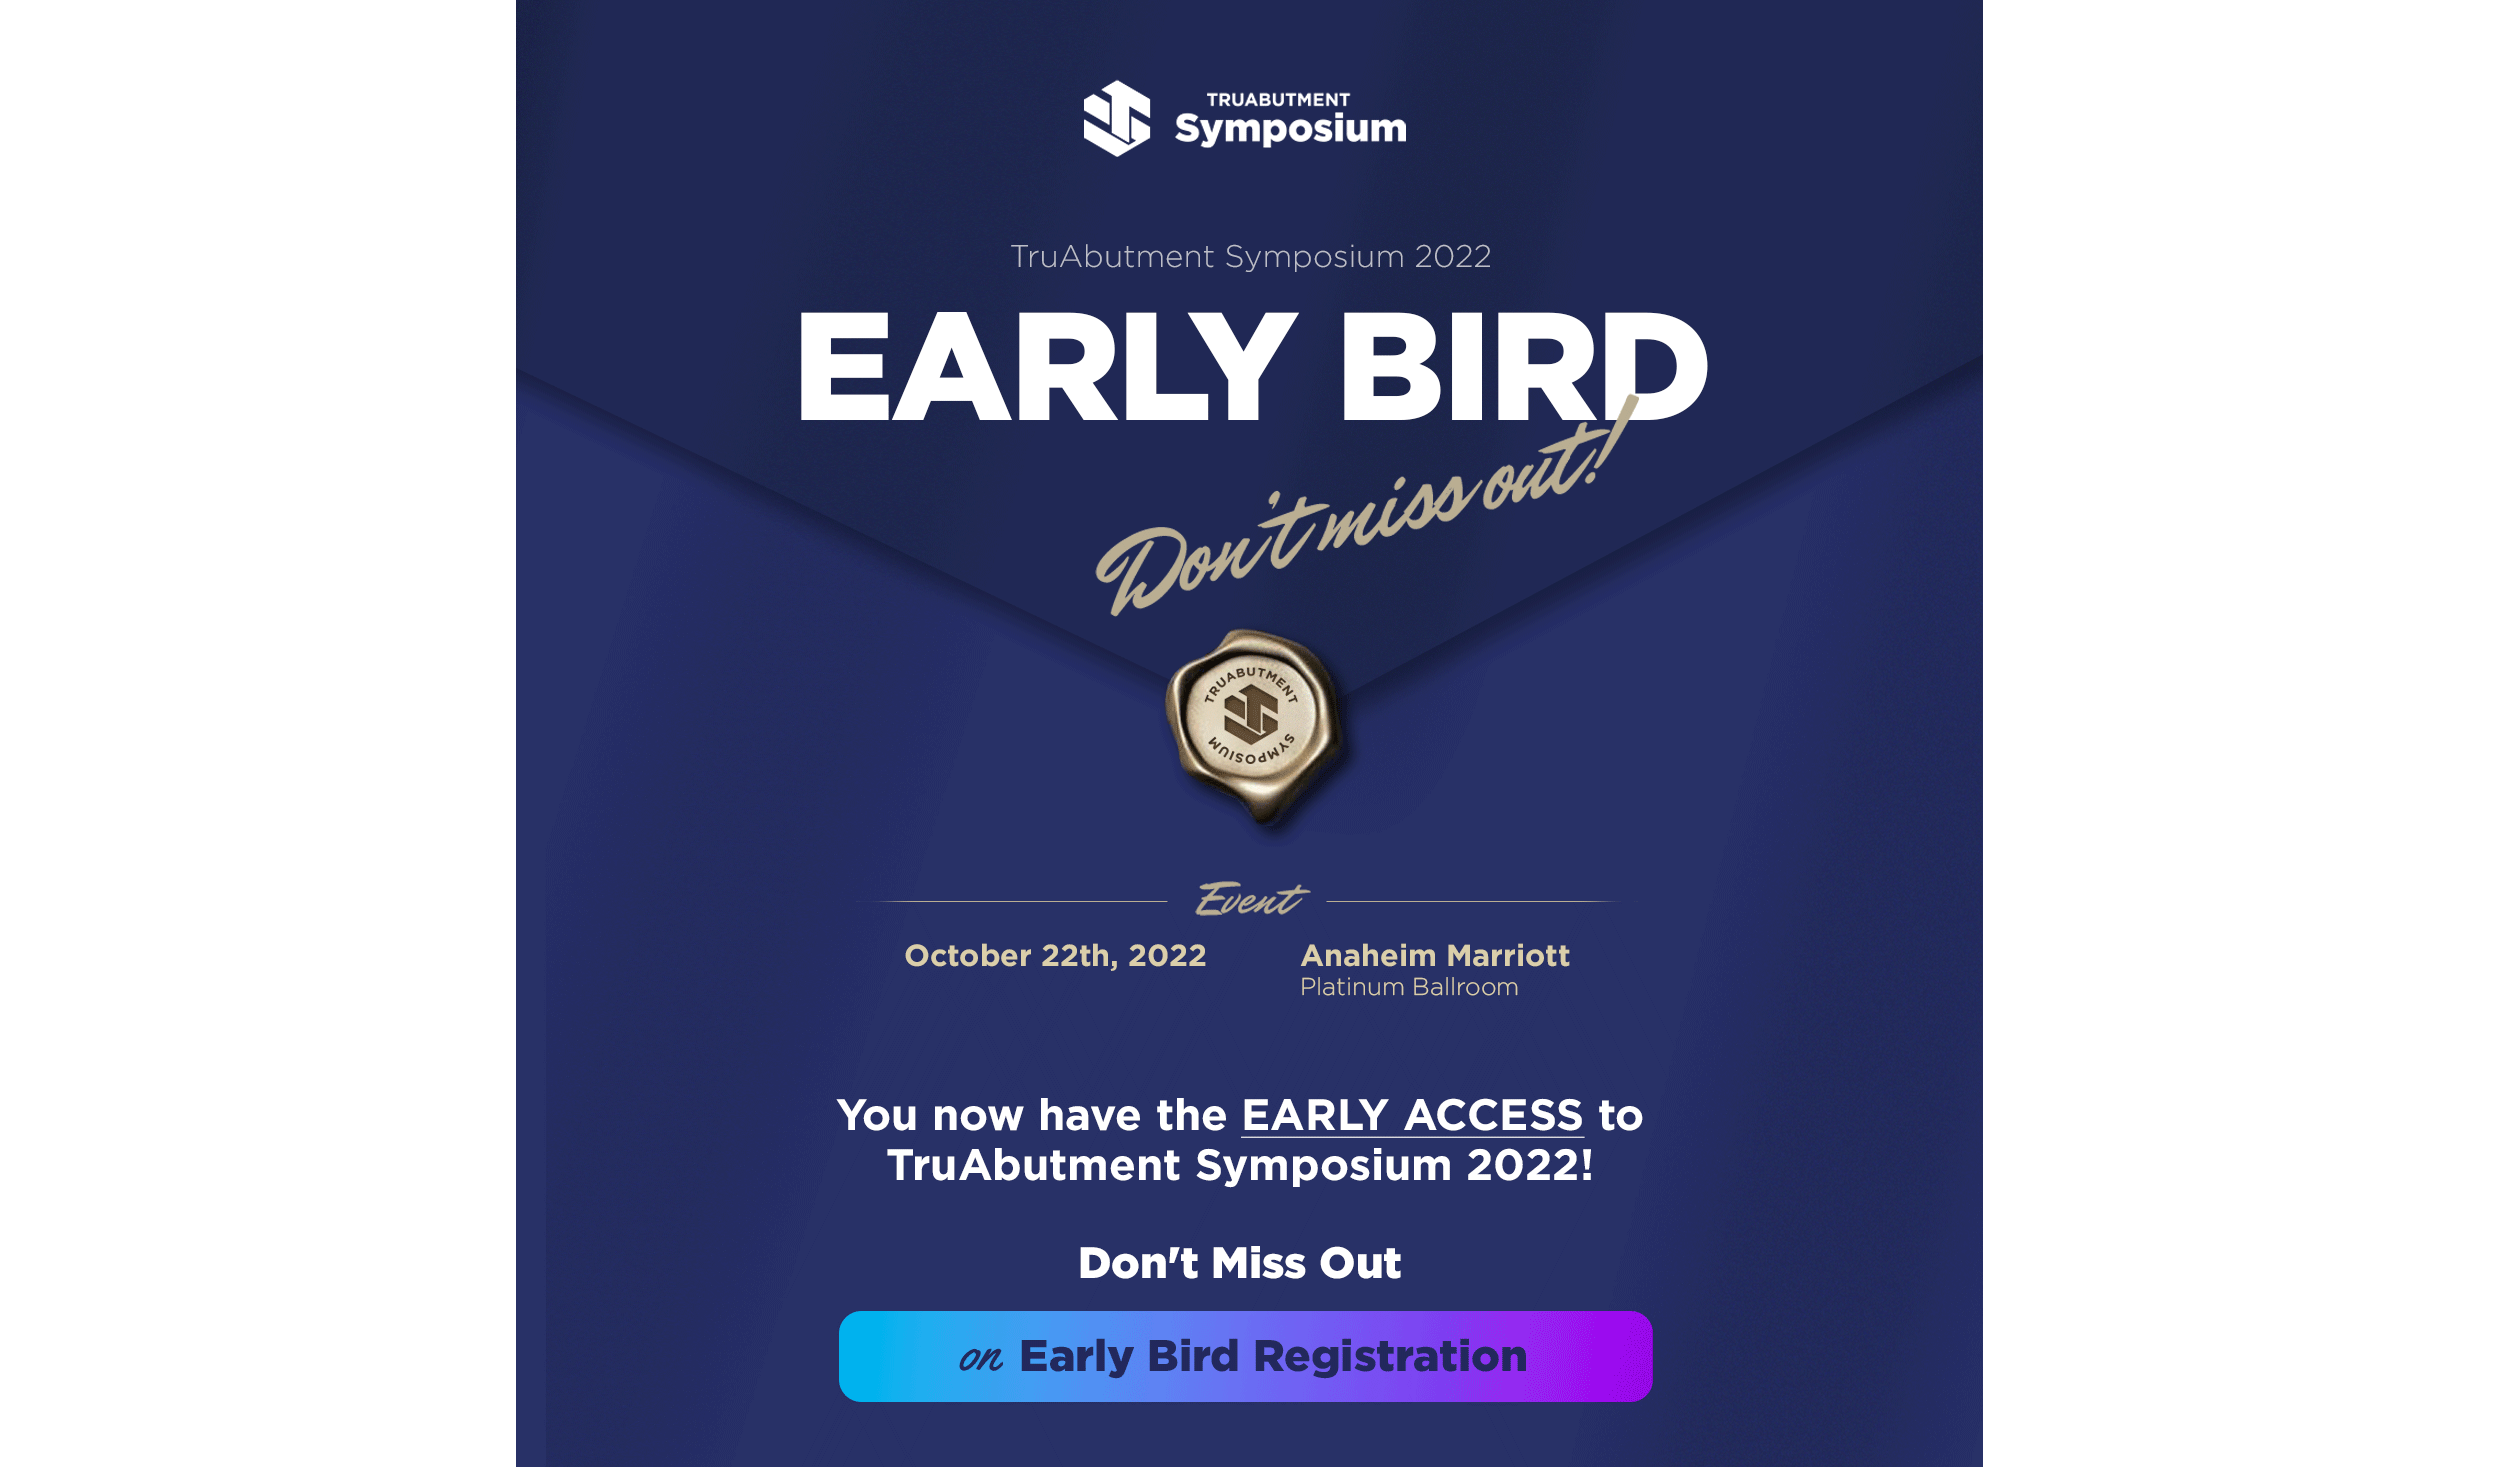 TRUABUTMENT
Symposium
TruAbutment Symposium 2022
EARLY BIRD
Don't miss out!
TRUABUTMENT
SYMPOSIUM
Event
October 22th, 2022
Anaheim Marriott
Platinum Ballroom
You now have the EARLY ACCESS to
TruAbutment Symposium 2022!
Don't Miss Out
on Early Bird Registration